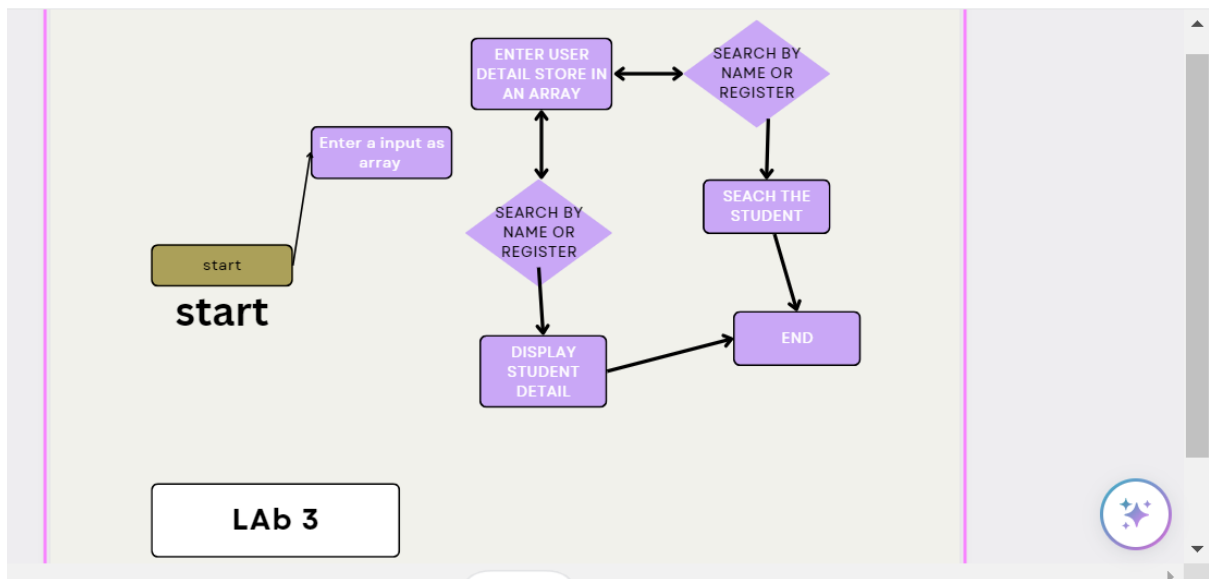 ENTER USER
DETAIL STORE IN
AN ARRAY
SEARCH BY
NAME OR
REGISTER
Enter a input as
array
SEARCH BY
NAME OR
REGISTER
SEACH THE
STUDENT
start
start
DISPLAY
STUDENT
DETAIL
END
LAb 3